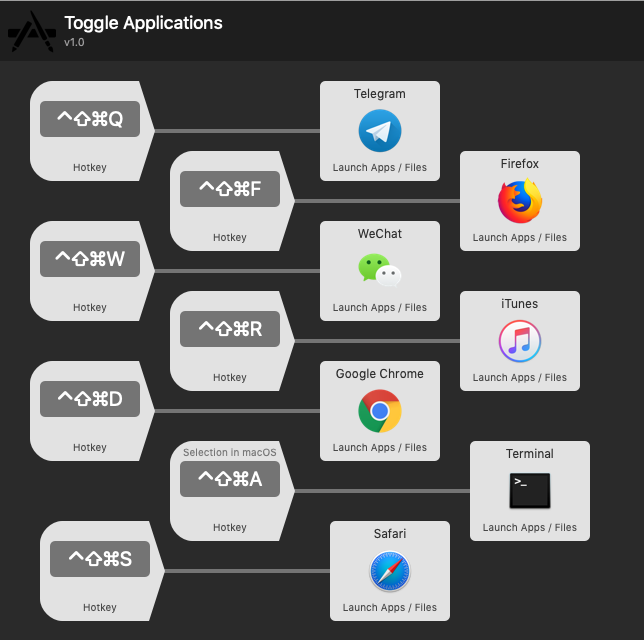 Toggle Applications
v1.0
^⇧⌘Q
Hotkey
Telegram
Launch Apps / Files
^⇧⌘F
Hotkey
Firefox
Launch Apps / Files
^⇧⌘W
Hotkey
WeChat
Launch Apps / Files
^⇧⌘R
Hotkey
iTunes
Launch Apps / Files
^⇧⌘D
Hotkey
Google Chrome
Launch Apps / Files
Selection in macOS
^⇧⌘A
Hotkey
Terminal
>_
Launch Apps / Files
^⇧⌘S
Hotkey
Safari
Launch Apps / Files